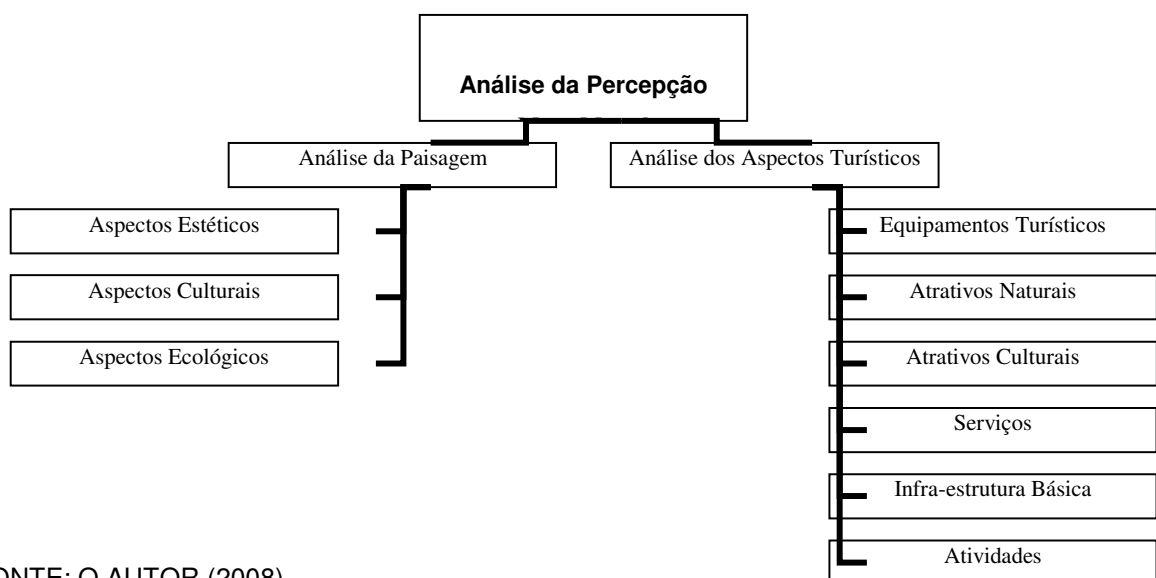 Análise da Percepção
Análise da Paisagem
Análise dos Aspectos Turísticos
Aspectos Estéticos
Equipamentos Turísticos
Aspectos Culturais
Atrativos Naturais
Aspectos Ecológicos
Atrativos Culturais
Serviços
Infra-estrutura Básica
Atividades
ONTE: O AUTOR (2008)